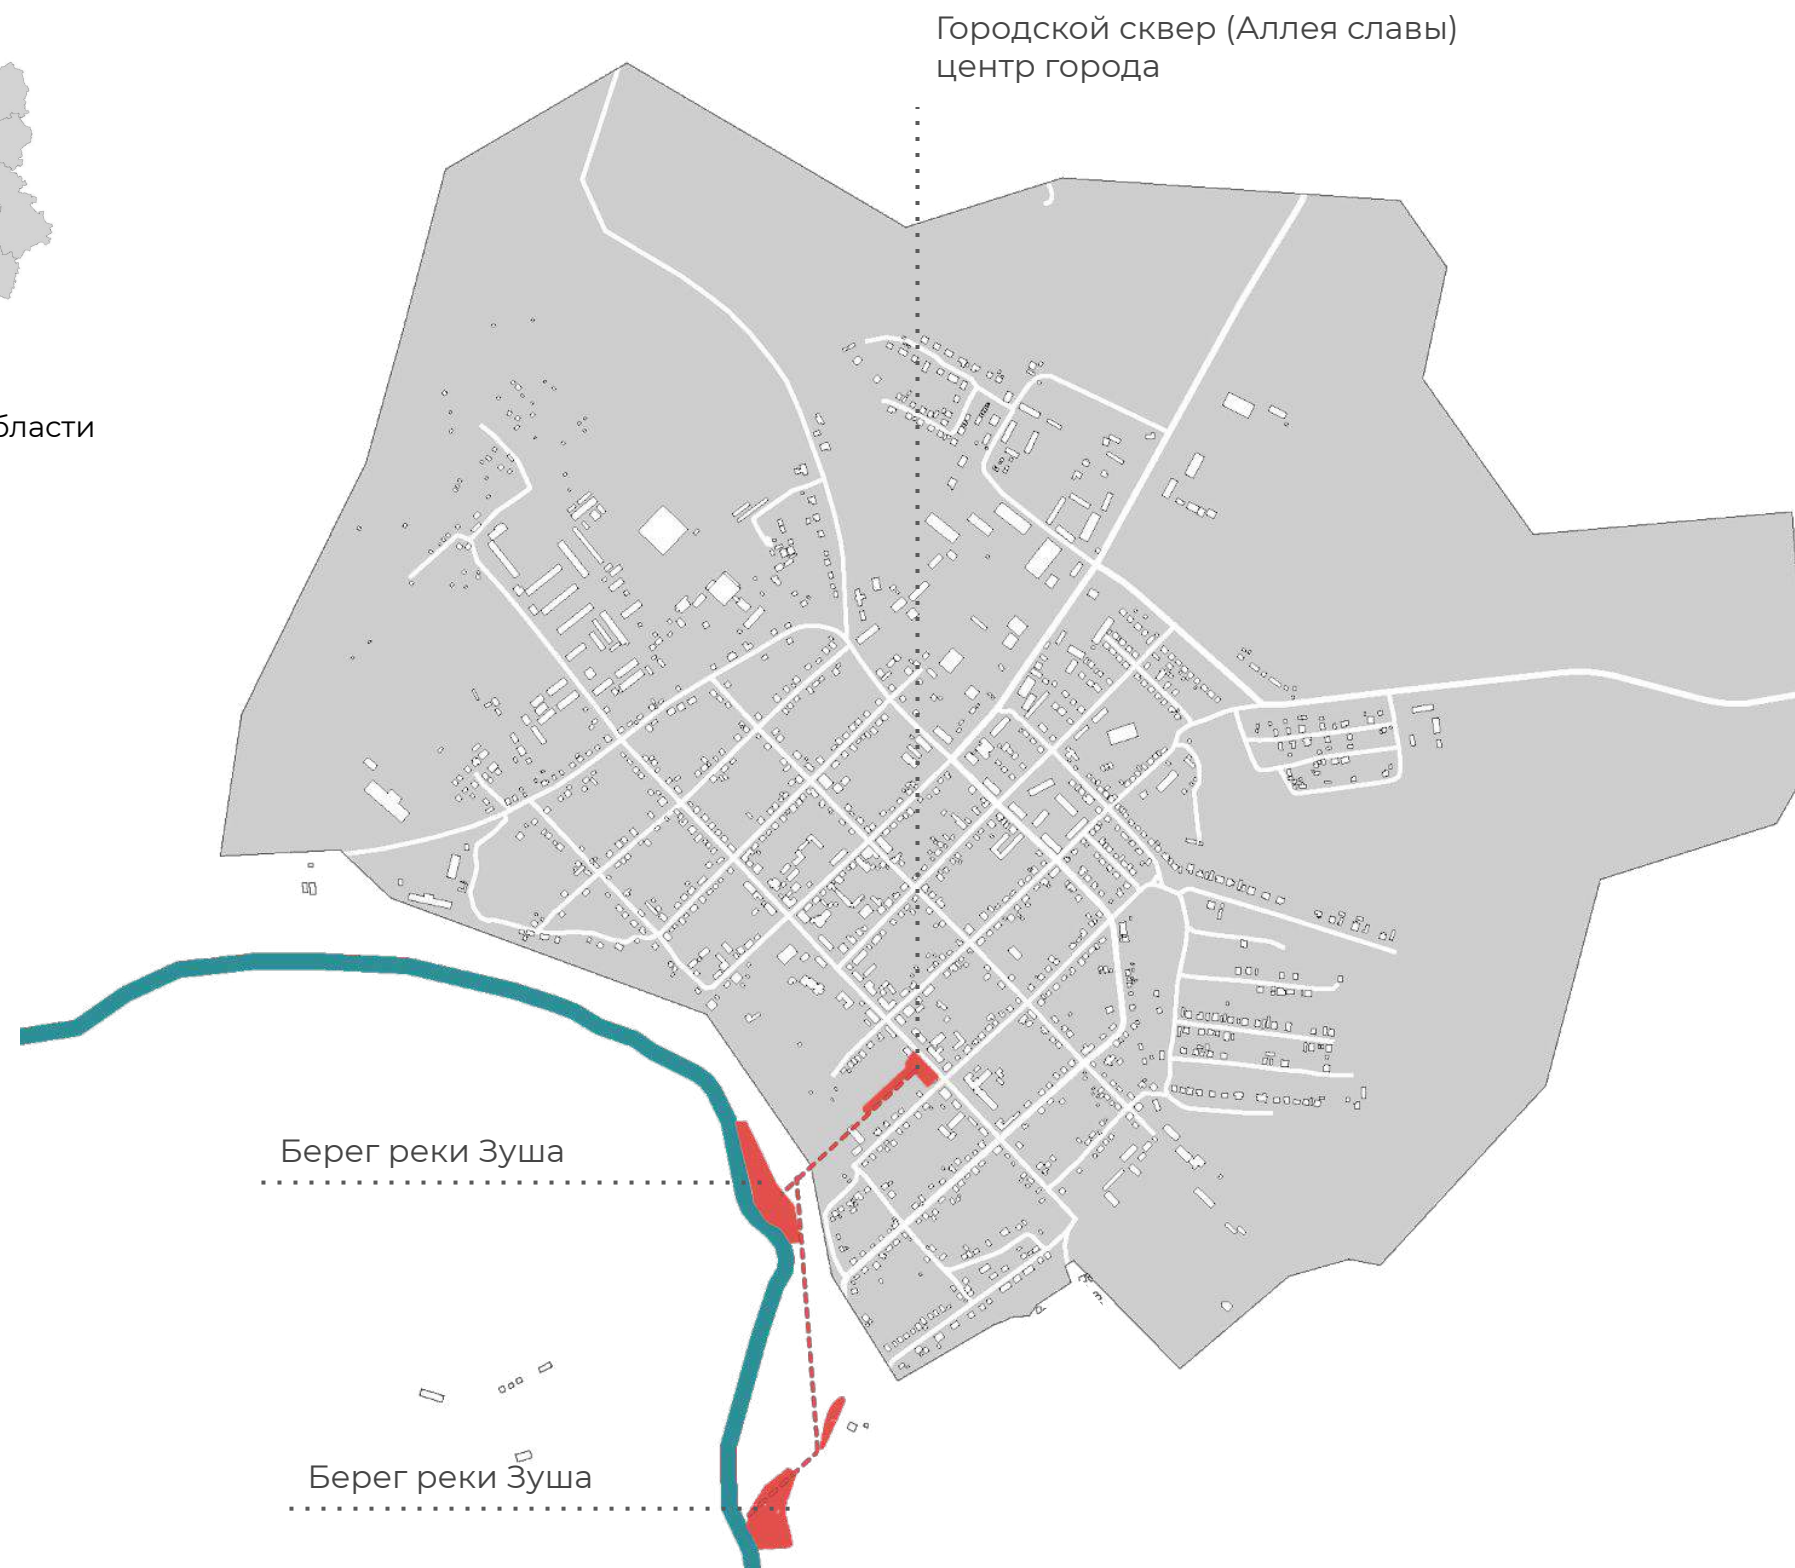 Городской сквер (Аллея славы)
центр города
бласти
Берег реки Зуша
Берег реки Зуша